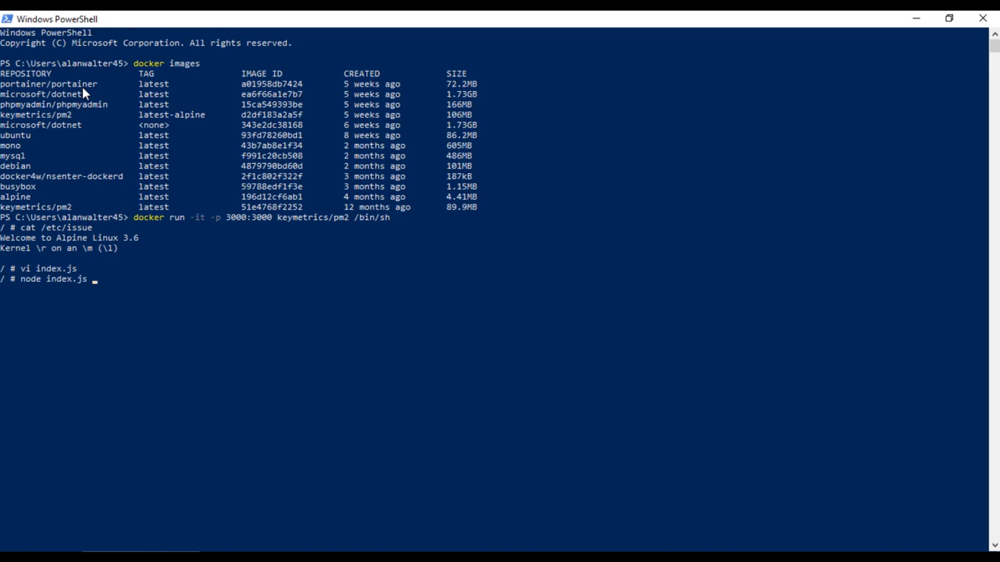 Windows PowerShell
Windows PowerShell
Copyright (C) Microsoft Corporation. All rights reserved.
PS C:\Users\alanwalter45> docker images
REPOSITORY TAG IMAGE ID CREATED SIZE
portainer/portainer latest a01958db7424 5 weeks ago 72.2MB
microsoft/dotnet latest ea6f66a1e7b7 5 weeks ago 1.73GB
phpmyadmin/phpmyadmin latest 15ca549393be 5 weeks ago 166MB
keymetrics/pm2 latest-alpine d2df183a2a5f 5 weeks ago 106MB
microsoft/dotnet <none> 343e2dc38168 6 weeks ago 1.73GB
ubuntu latest 93fd78260bd1 8 weeks ago 86.2MB
mono latest 43b7ab8e1f34 2 months ago 605MB
mysql latest f991c20cb508 2 months ago 486MB
debian latest 4879790bd60d 2 months ago 101MB
docker4w/nsenter-dockerd latest 2f1c802f322f 3 months ago 187kB
busybox latest 59788edf1f3e 3 months ago 1.15MB
alpine latest 196d12cf6ab1 4 months ago 4.41MB
keymetrics/pm2 latest 51e4768f2252 12 months ago 89.9MB
PS C:\Users\alanwalter45> docker run -it -p 3000:3000 keymetrics/pm2 /bin/sh
/ # cat /etc/issue
Welcome to Alpine Linux 3.6
Kernel \r on an \m (\l)
/ # vi index.js
/ # node index.js